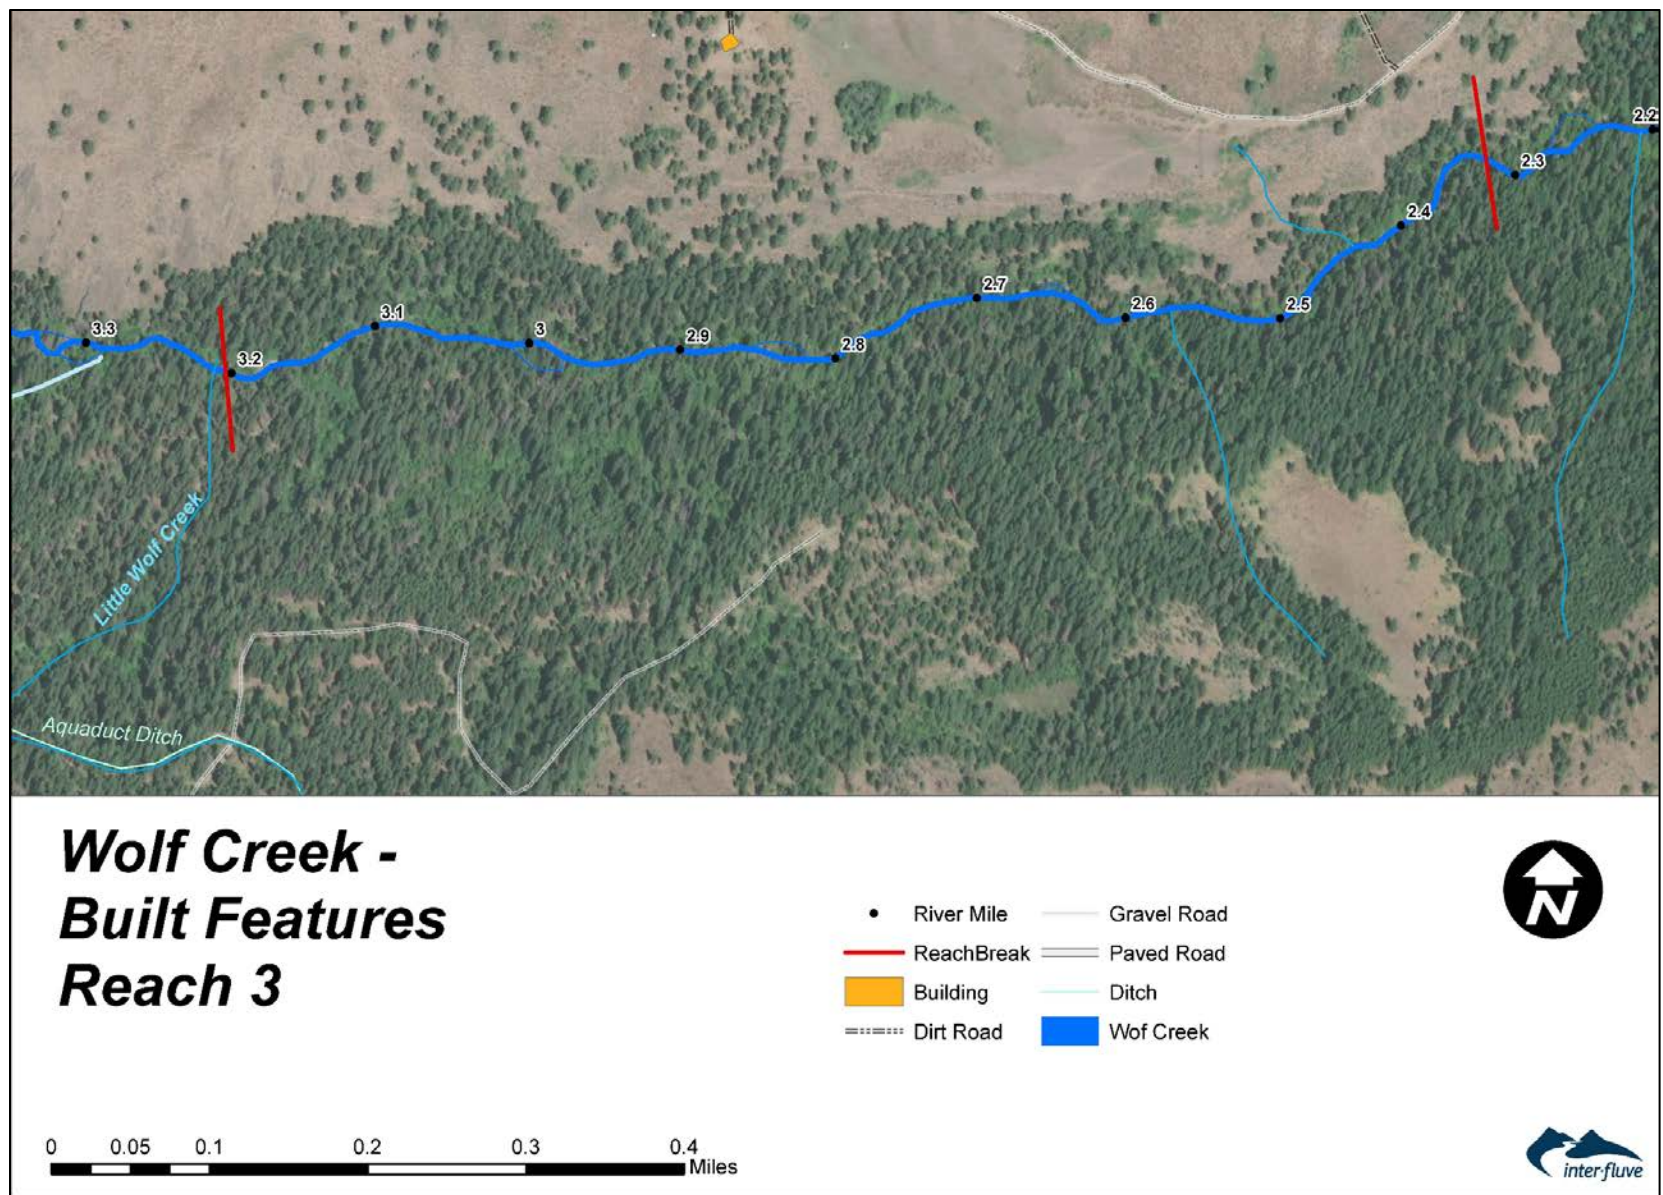 2.2
2.3
2.4
2.7
2.6
2.5
3.3
3.1
3
2.9
2.8
3.2
Little Wolf Creek
Aquaduct Ditch
Wolf Creek -
Built Features
Reach 3
N
River Mile
Gravel Road
ReachBreak
Paved Road
Building
Ditch
Dirt Road
Wof Creek
0 0.05 0.1 0.2 0.3 0.4
Miles
inter-fluve